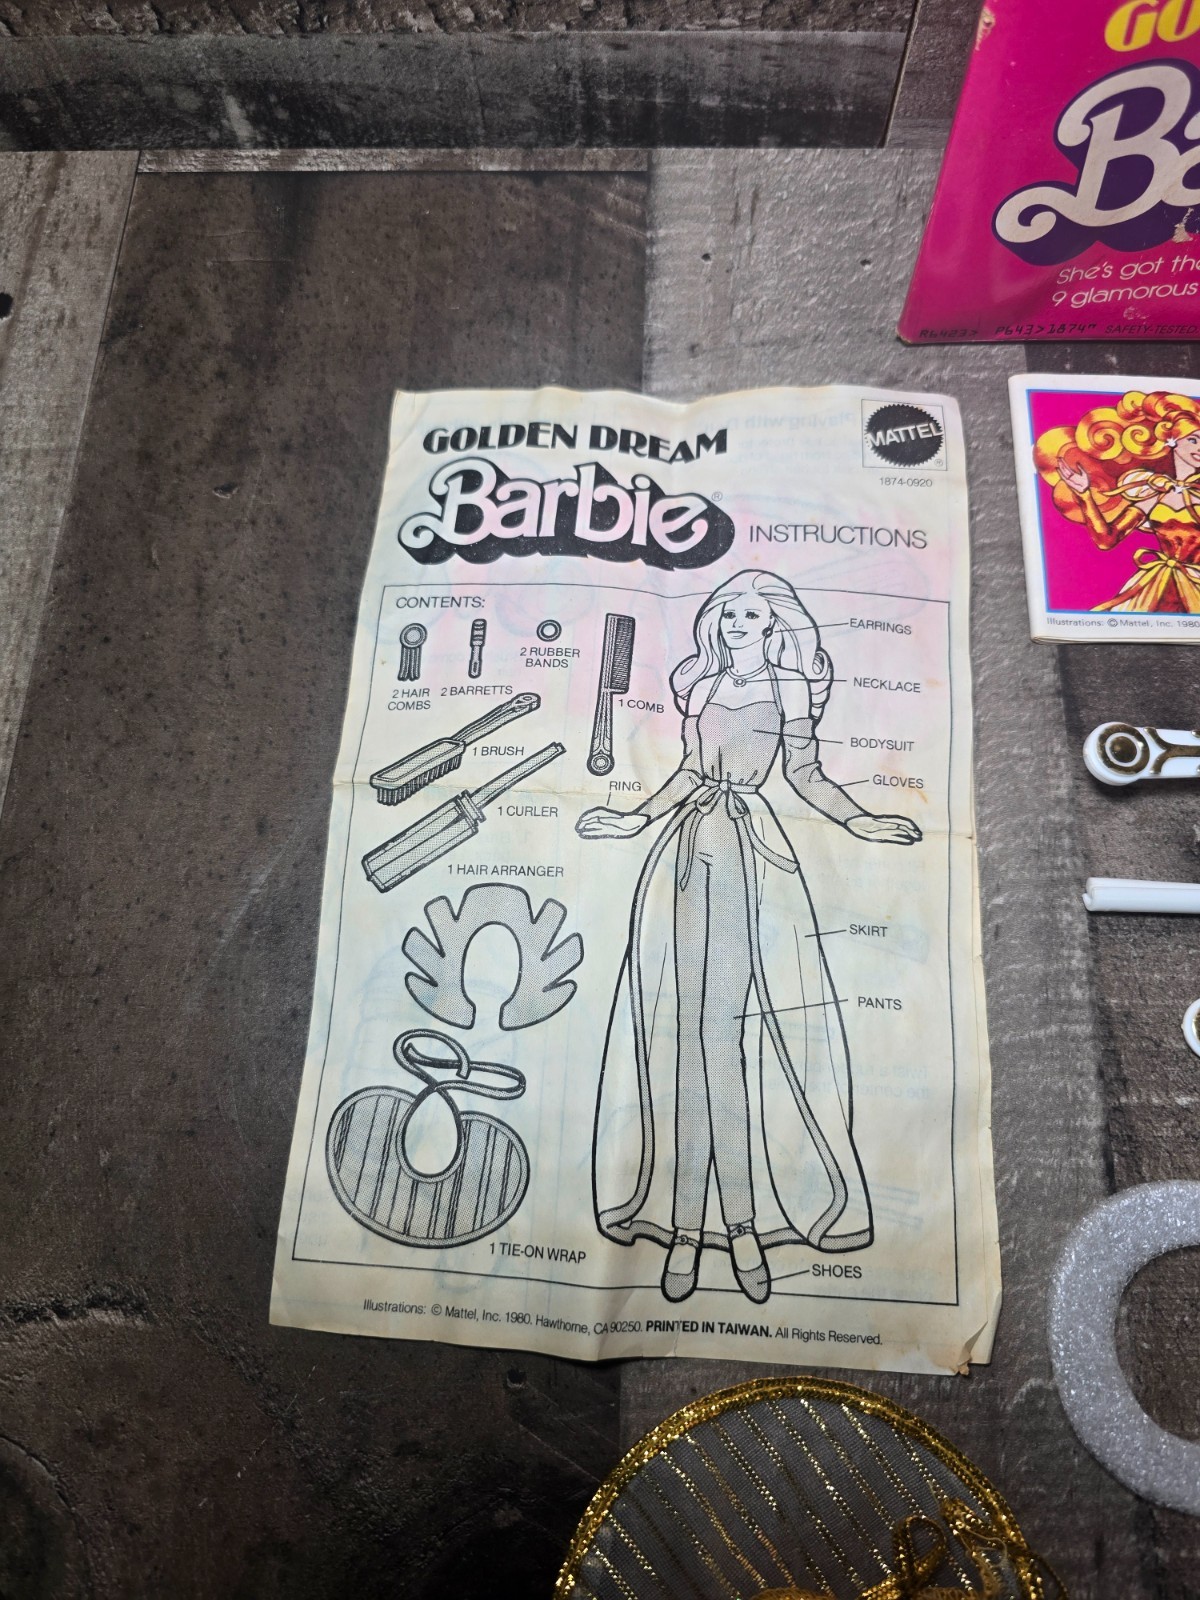 GO
Ba
She's got the
9 glamorous
SAFETY-TESTED
GOLDEN DREAM
Barbie®
INSTRUCTIONS
MATTEL
®
1874-0920
CONTENTS:
2 HAIR
COMBS
2 BARRETTS
2 RUBBER
BANDS
1 COMB
1 BRUSH
1 CURLER
RING
1 HAIR ARRANGER
1 TIE-ON WRAP
EARRINGS
NECKLACE
BODYSUIT
GLOVES
SKIRT
PANTS
SHOES
Illustrations: © Mattel, Inc. 1980. Hawthorne, CA 90250. PRINTED IN TAIWAN. All Rights Reserved.
Illustrations: © Mattel, Inc. 1980